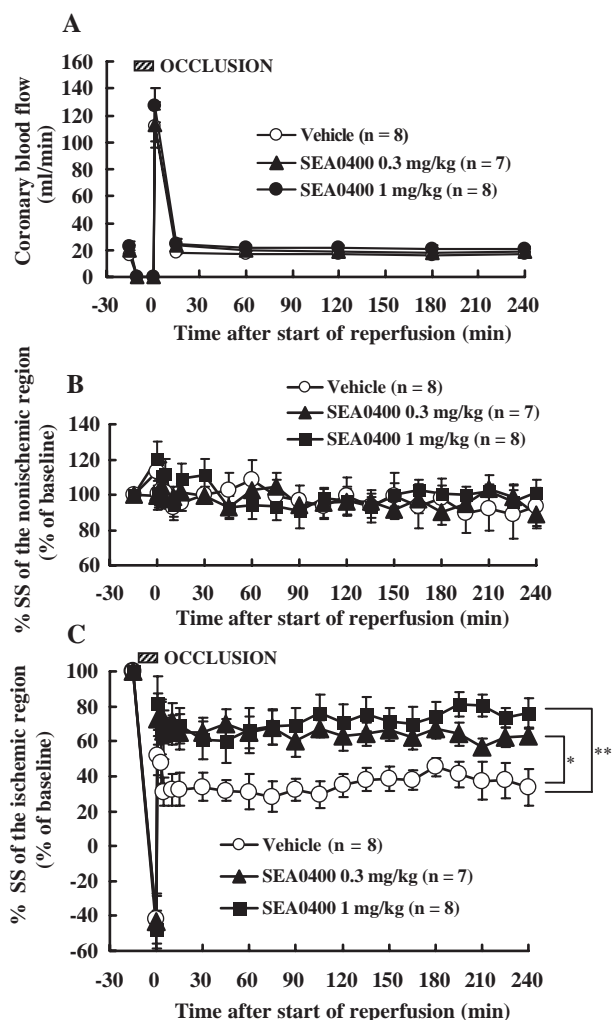 A
OCCLUSION
Coronary blood flow
(ml/min)
160
140
120
100
80
60
40
20
0
Vehicle (n = 8)
SEA0400 0.3 mg/kg (n = 7)
SEA0400 1 mg/kg (n = 8)
-30 0 30 60 90 120 150 180 210 240
Time after start of reperfusion (min)
B
% SS of the nonischemic region
(% of baseline)
140
120
100
80
60
Vehicle (n = 8)
SEA0400 0.3 mg/kg (n = 7)
SEA0400 1 mg/kg (n = 8)
-30 0 30 60 90 120 150 180 210 240
Time after start of reperfusion (min)
C
OCCLUSION
% SS of the ischemic region
(% of baseline)
100
80
60
40
20
0
-20
-40
-60
*
**
Vehicle (n = 8)
SEA0400 0.3 mg/kg (n = 7)
SEA0400 1 mg/kg (n = 8)
-30 0 30 60 90 120 150 180 210 240
Time after start of reperfusion (min)